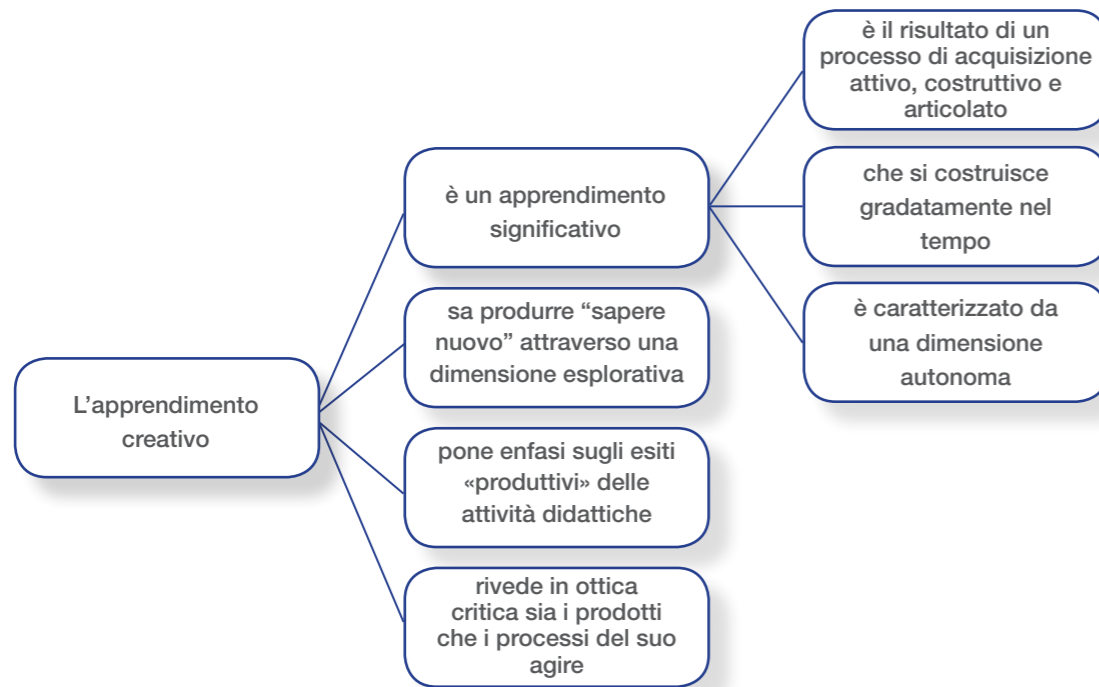 L’apprendimento
creativo
è un apprendimento
significativo
sa produrre “sapere
nuovo” attraverso una
dimensione esplorativa
pone enfasi sugli esiti
«produttivi» delle
attività didattiche
rivede in ottica
critica sia i prodotti
che i processi del suo
agire
è il risultato di un
processo di acquisizione
attivo, costruttivo e
articolato
che si costruisce
gradatamente nel
tempo
è caratterizzato da
una dimensione
autonoma